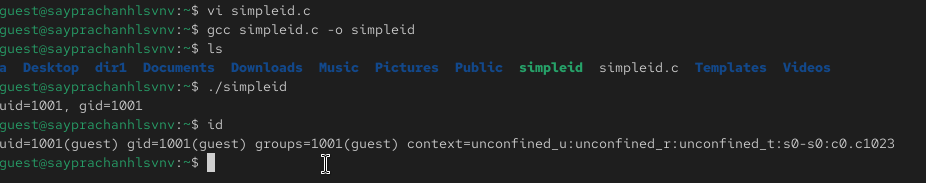 guest@sayprachanhlsvnv:~$ vi simpleid.c
guest@sayprachanhlsvnv:~$ gcc simpleid.c -o simpleid
guest@sayprachanhlsvnv:~$ ls
a  Desktop  dir1  Documents  Downloads  Music  Pictures  Public  simpleid  simpleid.c  Templates  Videos
guest@sayprachanhlsvnv:~$ ./simpleid
uid=1001, gid=1001
guest@sayprachanhlsvnv:~$ id
uid=1001(guest) gid=1001(guest) groups=1001(guest) context=unconfined_u:unconfined_r:unconfined_t:s0-s0:c0.c1023
guest@sayprachanhlsvnv:~$